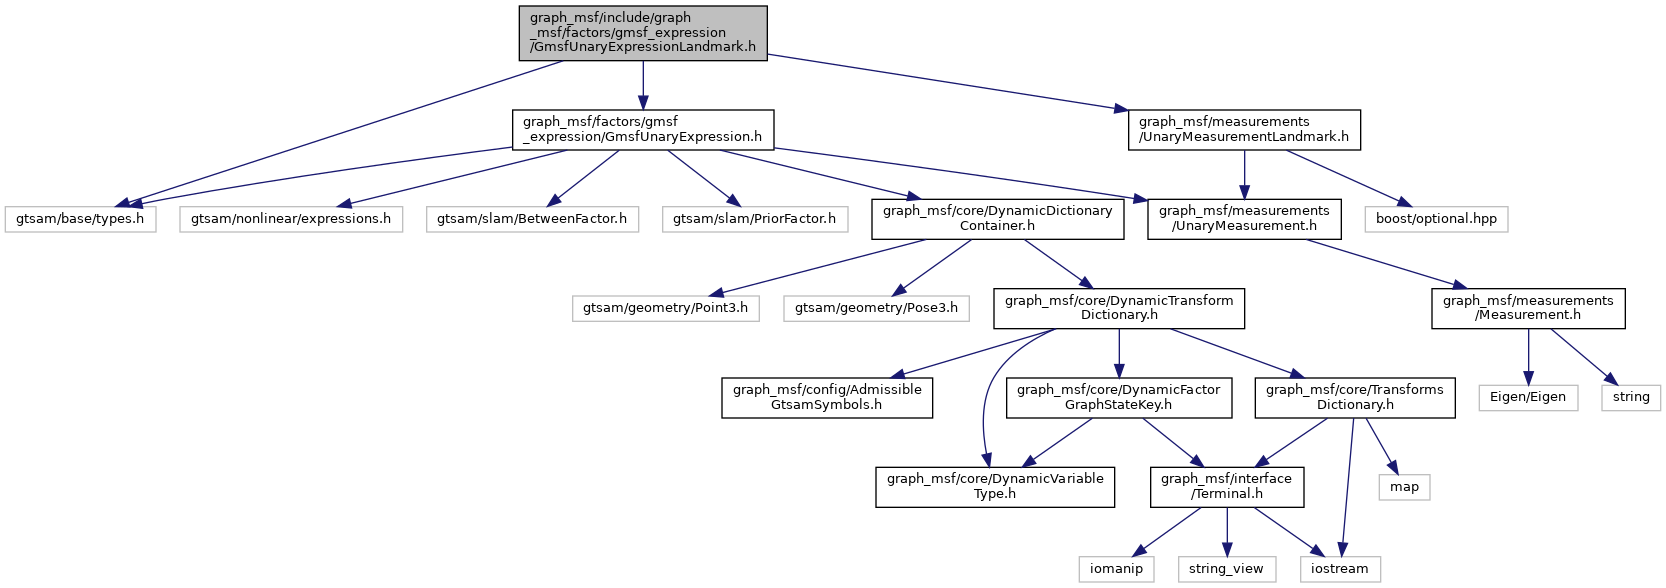 graph_msf/include/graph
_msf/factors/gmsf_expression
/GmsfUnaryExpressionLandmark.h
graph_msf/factors/gmsf
_expression/GmsfUnaryExpression.h
graph_msf/measurements
/UnaryMeasurementLandmark.h
gtsam/base/types.h
gtsam/nonlinear/expressions.h
gtsam/slam/BetweenFactor.h
gtsam/slam/PriorFactor.h
graph_msf/core/DynamicDictionary
Container.h
graph_msf/measurements
/UnaryMeasurement.h
boost/optional.hpp
gtsam/geometry/Point3.h
gtsam/geometry/Pose3.h
graph_msf/core/DynamicTransform
Dictionary.h
graph_msf/measurements
/Measurement.h
graph_msf/config/Admissible
GtsamSymbols.h
graph_msf/core/DynamicFactor
GraphStateKey.h
graph_msf/core/Transforms
Dictionary.h
Eigen/Eigen
string
graph_msf/core/DynamicVariable
Type.h
graph_msf/interface
/Terminal.h
map
iomanip
string_view
iostream